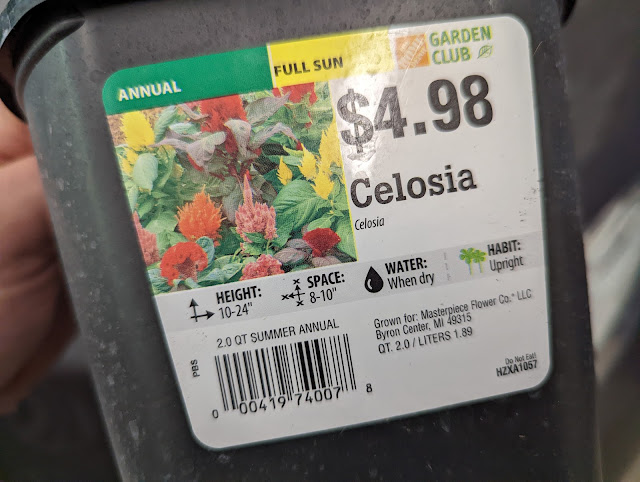 ANNUAL
FULL SUN
GARDEN
CLUB
$4.98
Celosia
Celosia
HEIGHT:
10-24"
SPACE:
8-10"
WATER:
When dry
HABIT:
Upright
2.0 QT SUMMER ANNUAL
PBS
0 00419 74007 8
Grown for: Masterpiece Flower Co.® LLC
Byron Center, MI 49315
QT. 2.0 / LITERS 1.89
Do Not Eat!
HZXA1057